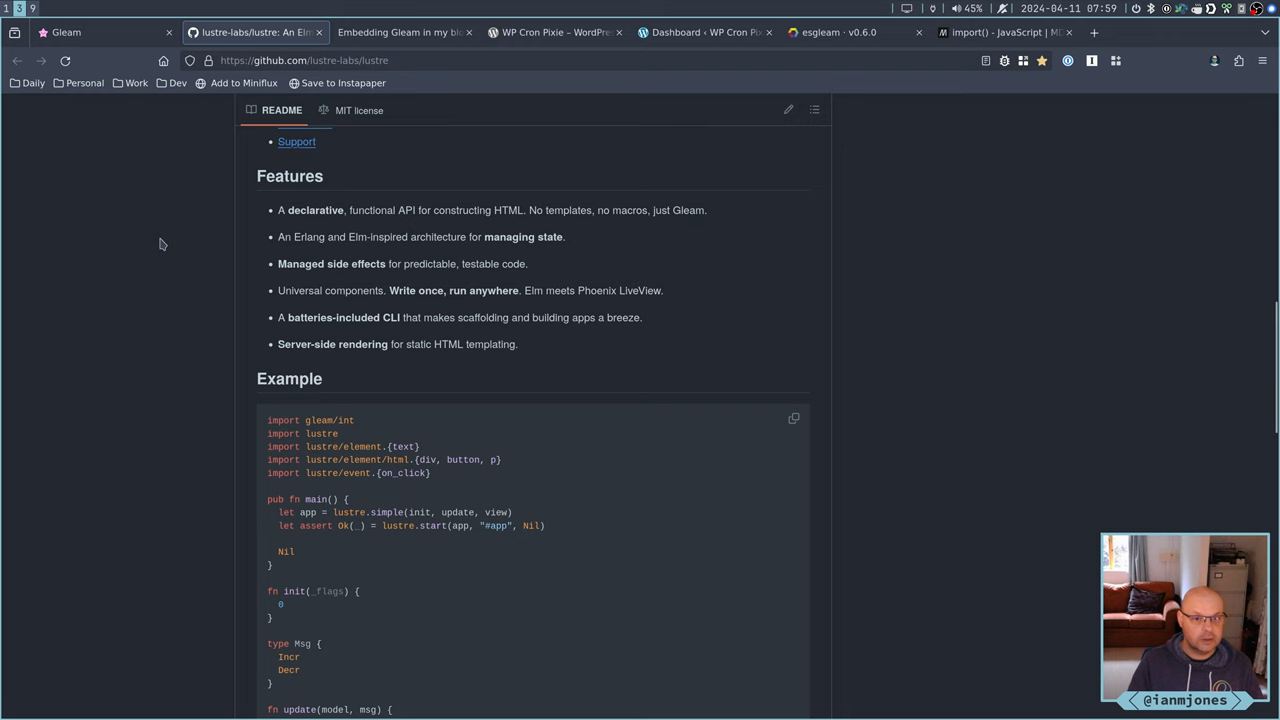 1 3 9
45% 2024-04-11 07:59
Gleam
lustre-labs/lustre: An Elm
Embedding Gleam in my blo
WP Cron Pixie – WordPre
Dashboard ‹ WP Cron Pix
esgleam · v0.6.0
import() - JavaScript | MD
https://github.com/lustre-labs/lustre
Daily Personal Work Dev Add to Miniflux Save to Instapaper
README MIT license
• Support
Features
• A declarative, functional API for constructing HTML. No templates, no macros, just Gleam.
• An Erlang and Elm-inspired architecture for managing state.
• Managed side effects for predictable, testable code.
• Universal components. Write once, run anywhere. Elm meets Phoenix LiveView.
• A batteries-included CLI that makes scaffolding and building apps a breeze.
• Server-side rendering for static HTML templating.
Example
import gleam/int
import lustre
import lustre/element.{text}
import lustre/element/html.{div, button, p}
import lustre/event.{on_click}
pub fn main() {
let app = lustre.simple(init, update, view)
let assert Ok(_) = lustre.start(app, "#app", Nil)
Nil
}
fn init(_flags) {
0
}
type Msg {
Incr
Decr
}
fn update(model, msg) {
@ianmjones